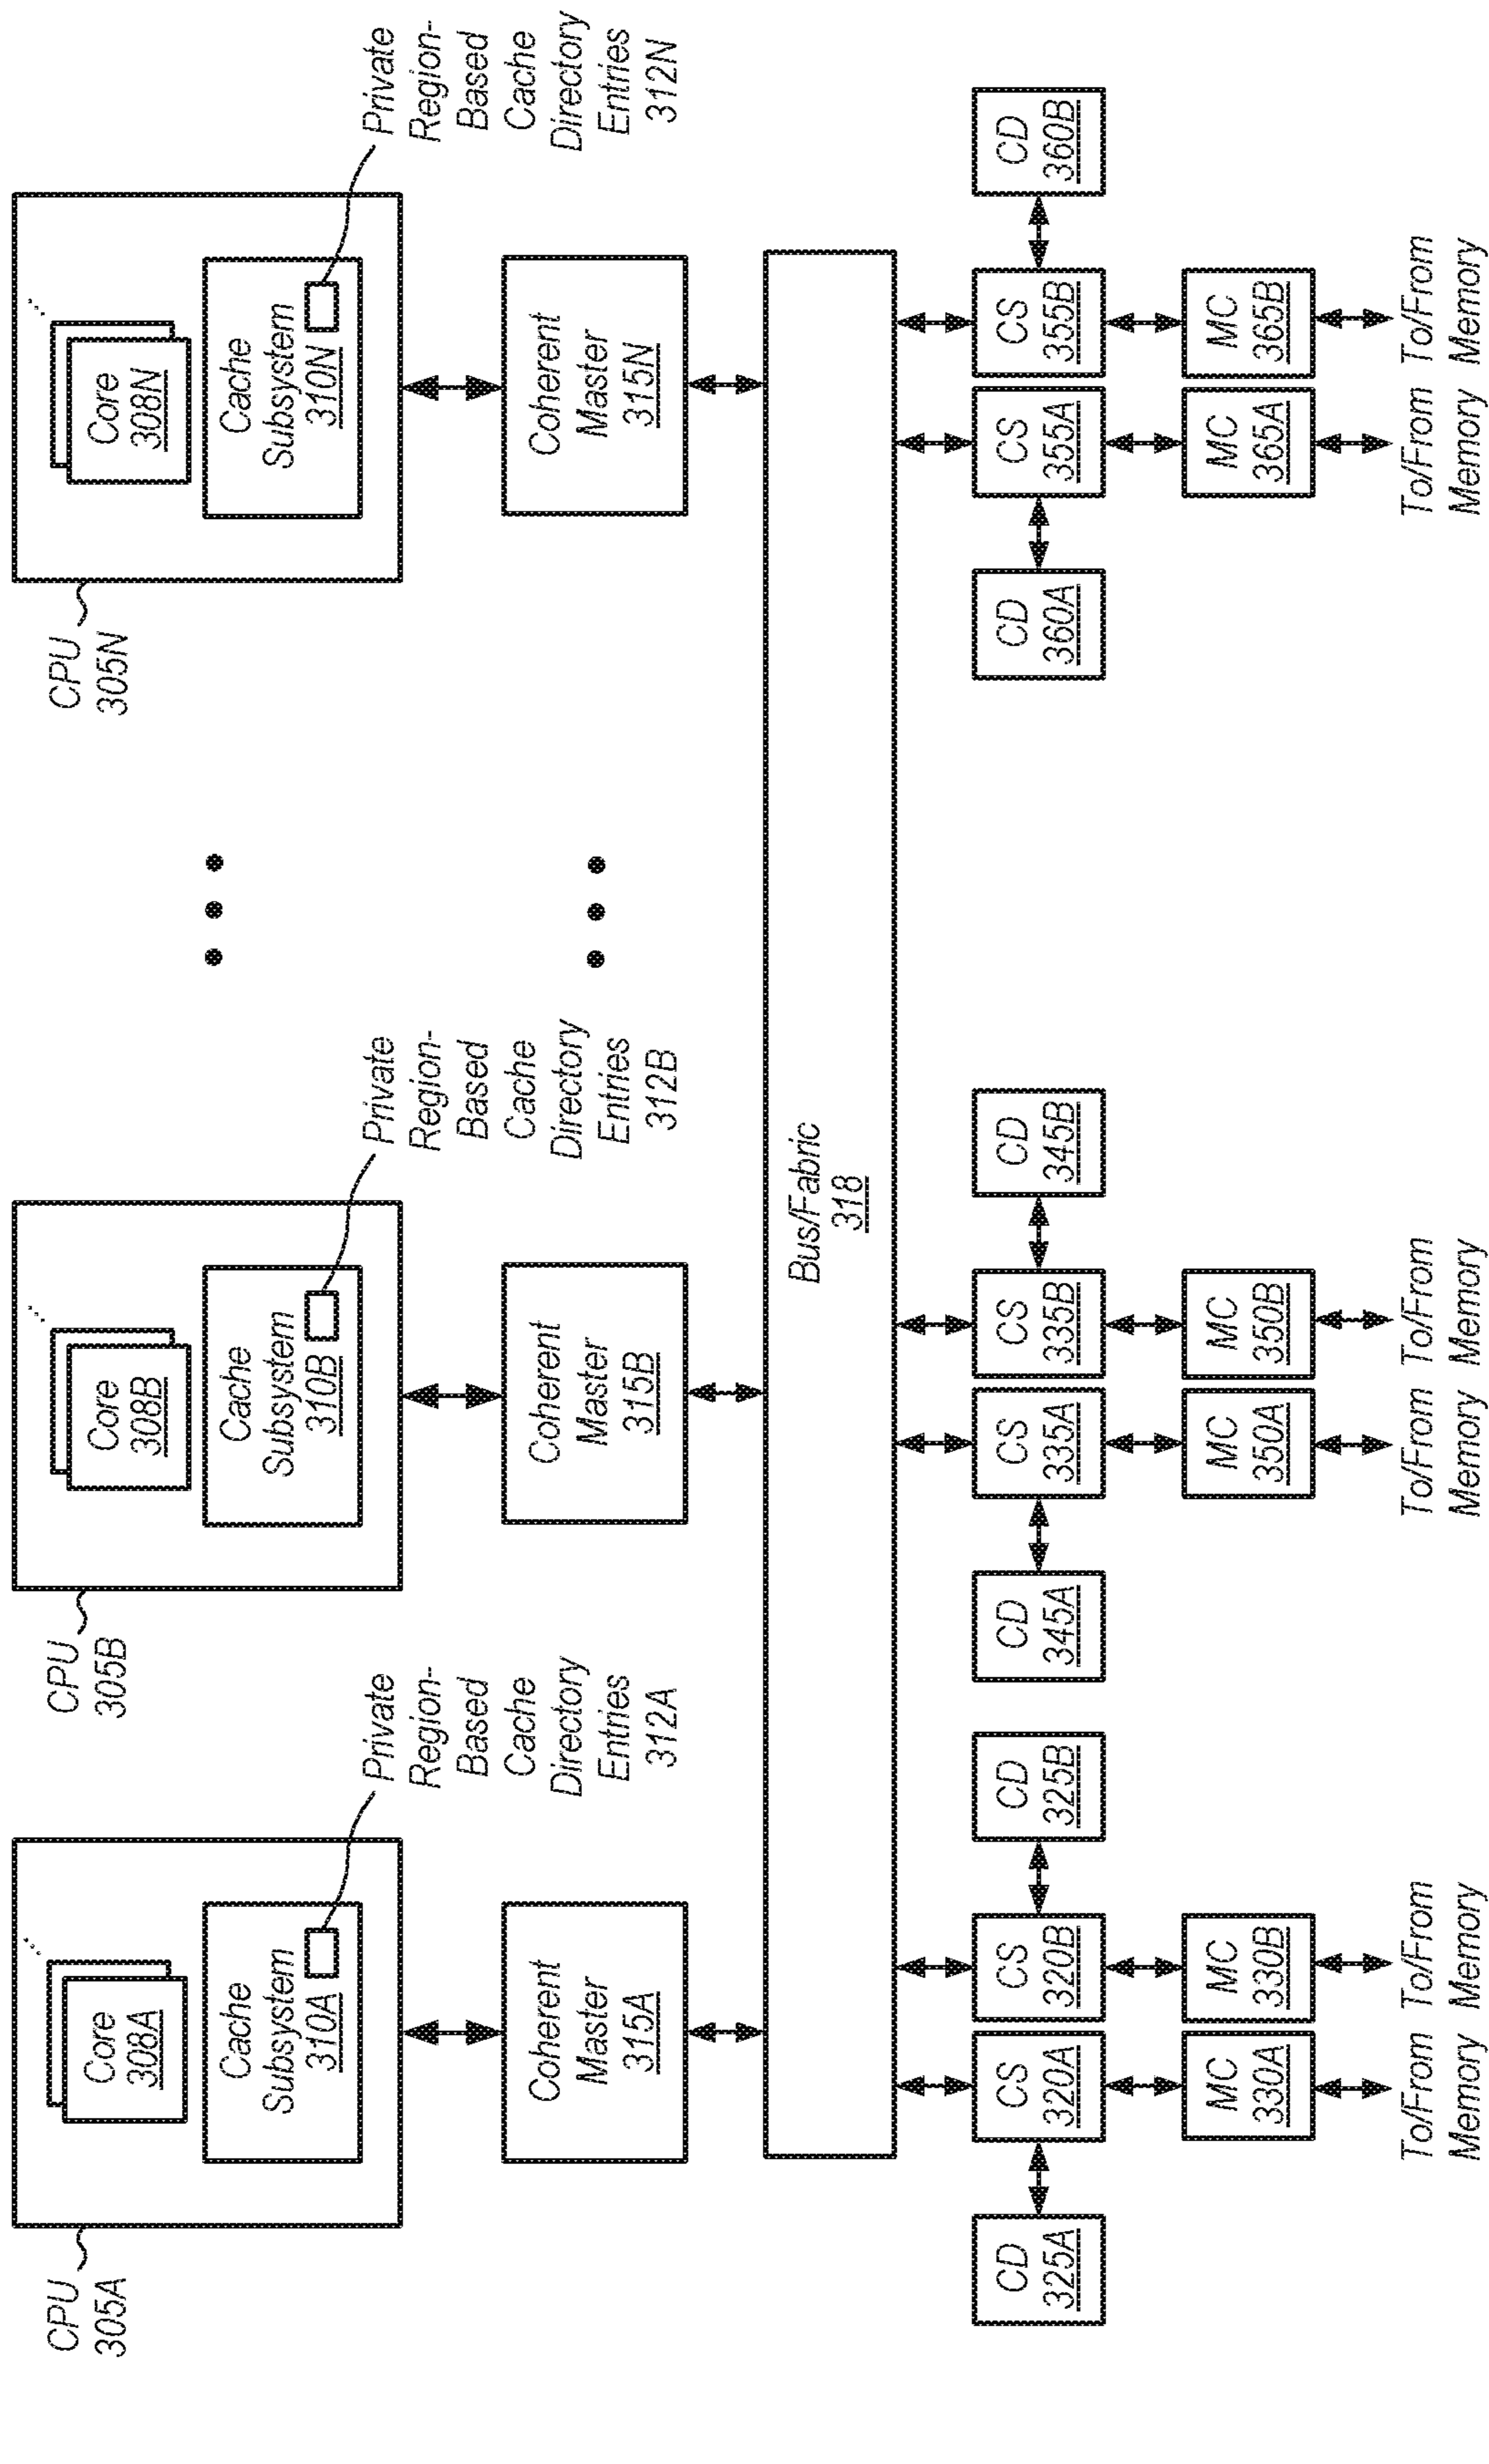 CPU
305A
Core
308A
Cache
Subsystem
310A
Private
Region-
Based
Cache
Directory
Entries
312A
CPU
305B
Core
308B
Cache
Subsystem
310B
Private
Region-
Based
Cache
Directory
Entries
312B
CPU
305N
Core
308N
Cache
Subsystem
310N
Private
Region-
Based
Cache
Directory
Entries
312N
Coherent
Master
315A
Coherent
Master
315B
Coherent
Master
315N
Bus/Fabric
318
CD
325A
CS
320A
CS
320B
CD
325B
CD
345A
CS
335A
CS
335B
CD
345B
CD
360A
CS
355A
CS
355B
CD
360B
MC
330A
MC
330B
MC
350A
MC
350B
MC
365A
MC
365B
To/From
Memory
To/From
Memory
To/From
Memory
To/From
Memory
To/From
Memory
To/From
Memory